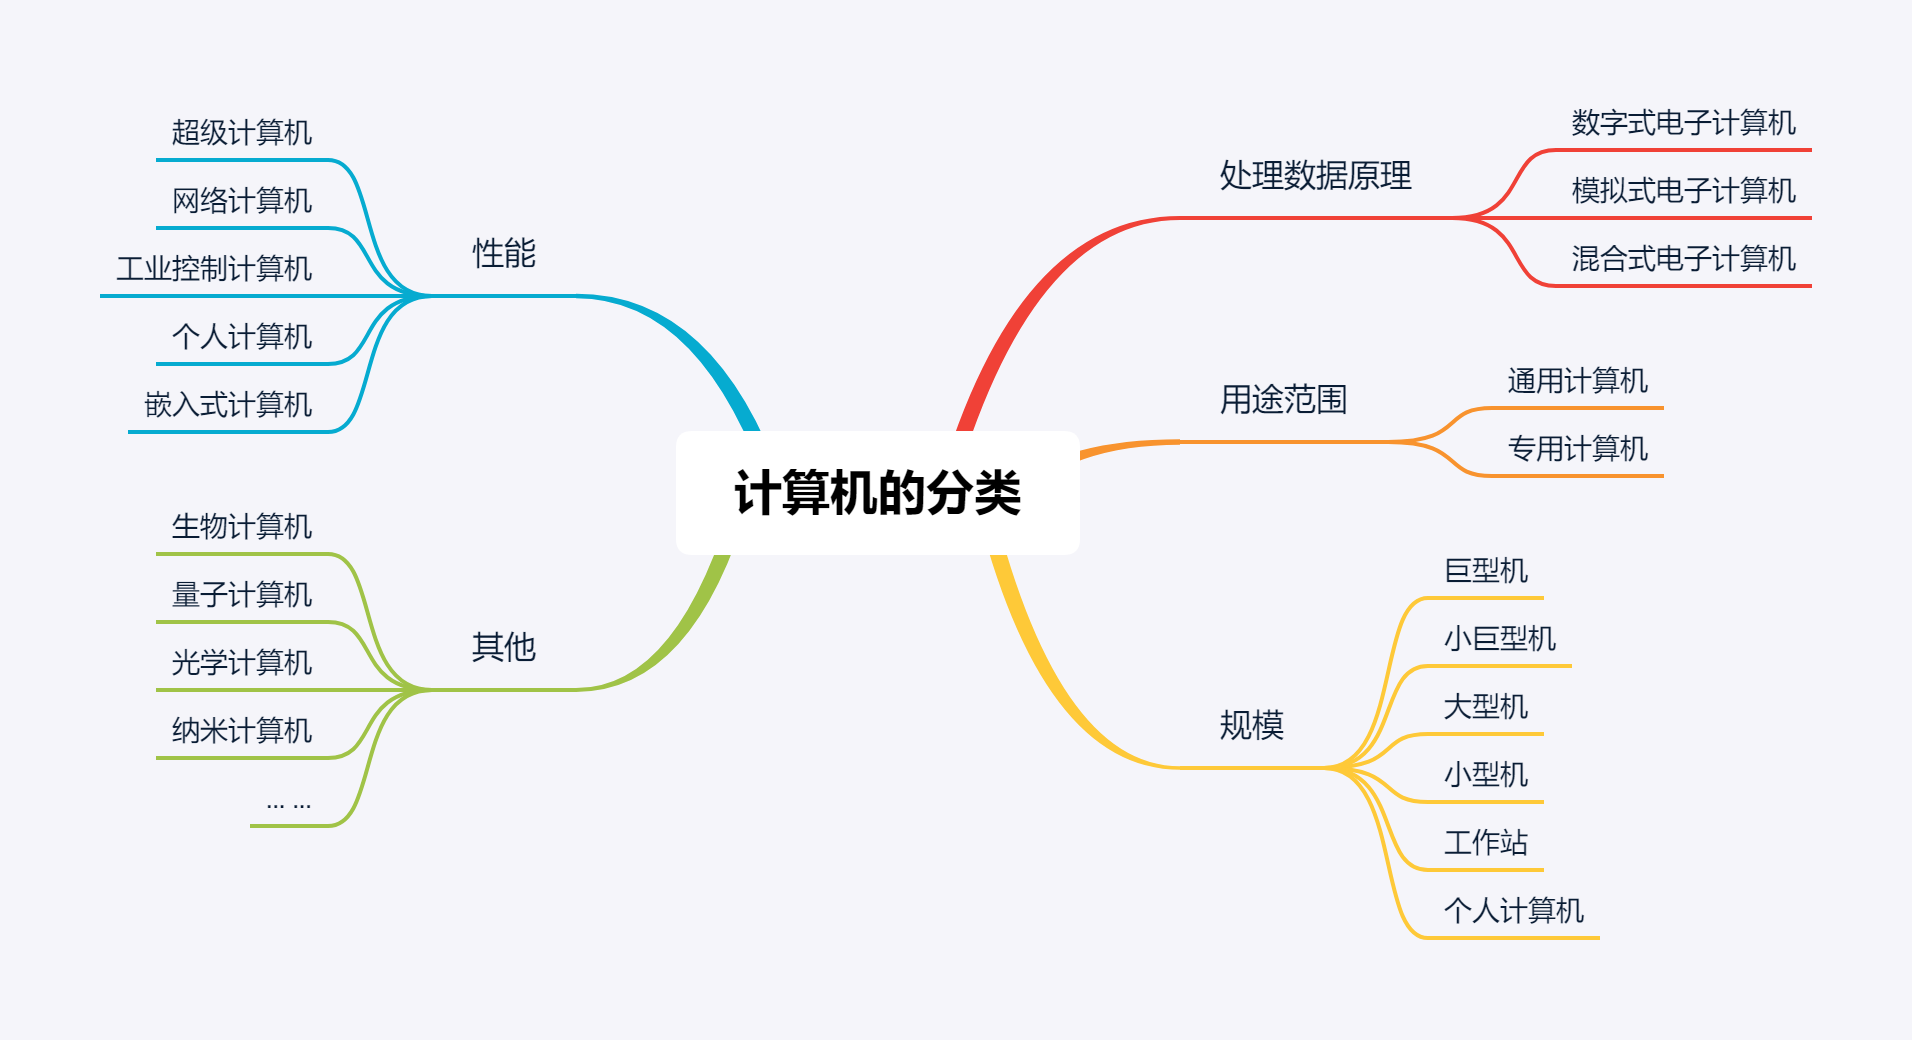 计算机的分类
处理数据原理
数字式电子计算机
模拟式电子计算机
混合式电子计算机
用途范围
通用计算机
专用计算机
规模
巨型机
小巨型机
大型机
小型机
工作站
个人计算机
性能
超级计算机
网络计算机
工业控制计算机
个人计算机
嵌入式计算机
其他
生物计算机
量子计算机
光学计算机
纳米计算机
... ...